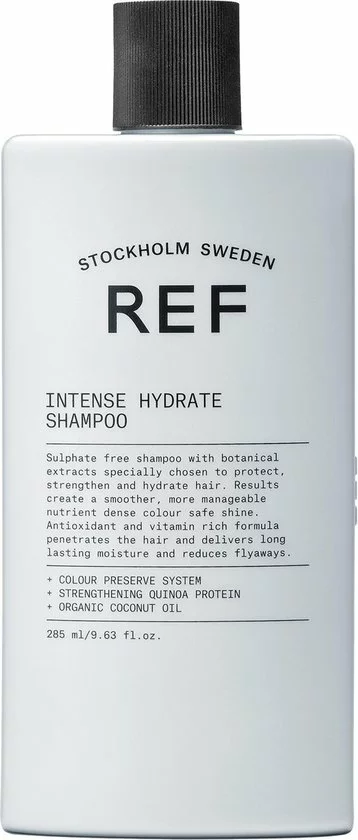 STOCKHOLM SWEDEN
REF
INTENSE HYDRATE
SHAMPOO
Sulphate free shampoo with botanical
extracts specially chosen to protect,
strengthen and hydrate hair. Results
create a smoother, more manageable
nutrient dense colour safe shine.
Antioxidant and vitamin rich formula
penetrates the hair and delivers long
lasting moisture and reduces flyaways.
+ COLOUR PRESERVE SYSTEM
+ STRENGTHENING QUINOA PROTEIN
+ ORGANIC COCONUT OIL
285 ml/9.63 fl.oz.